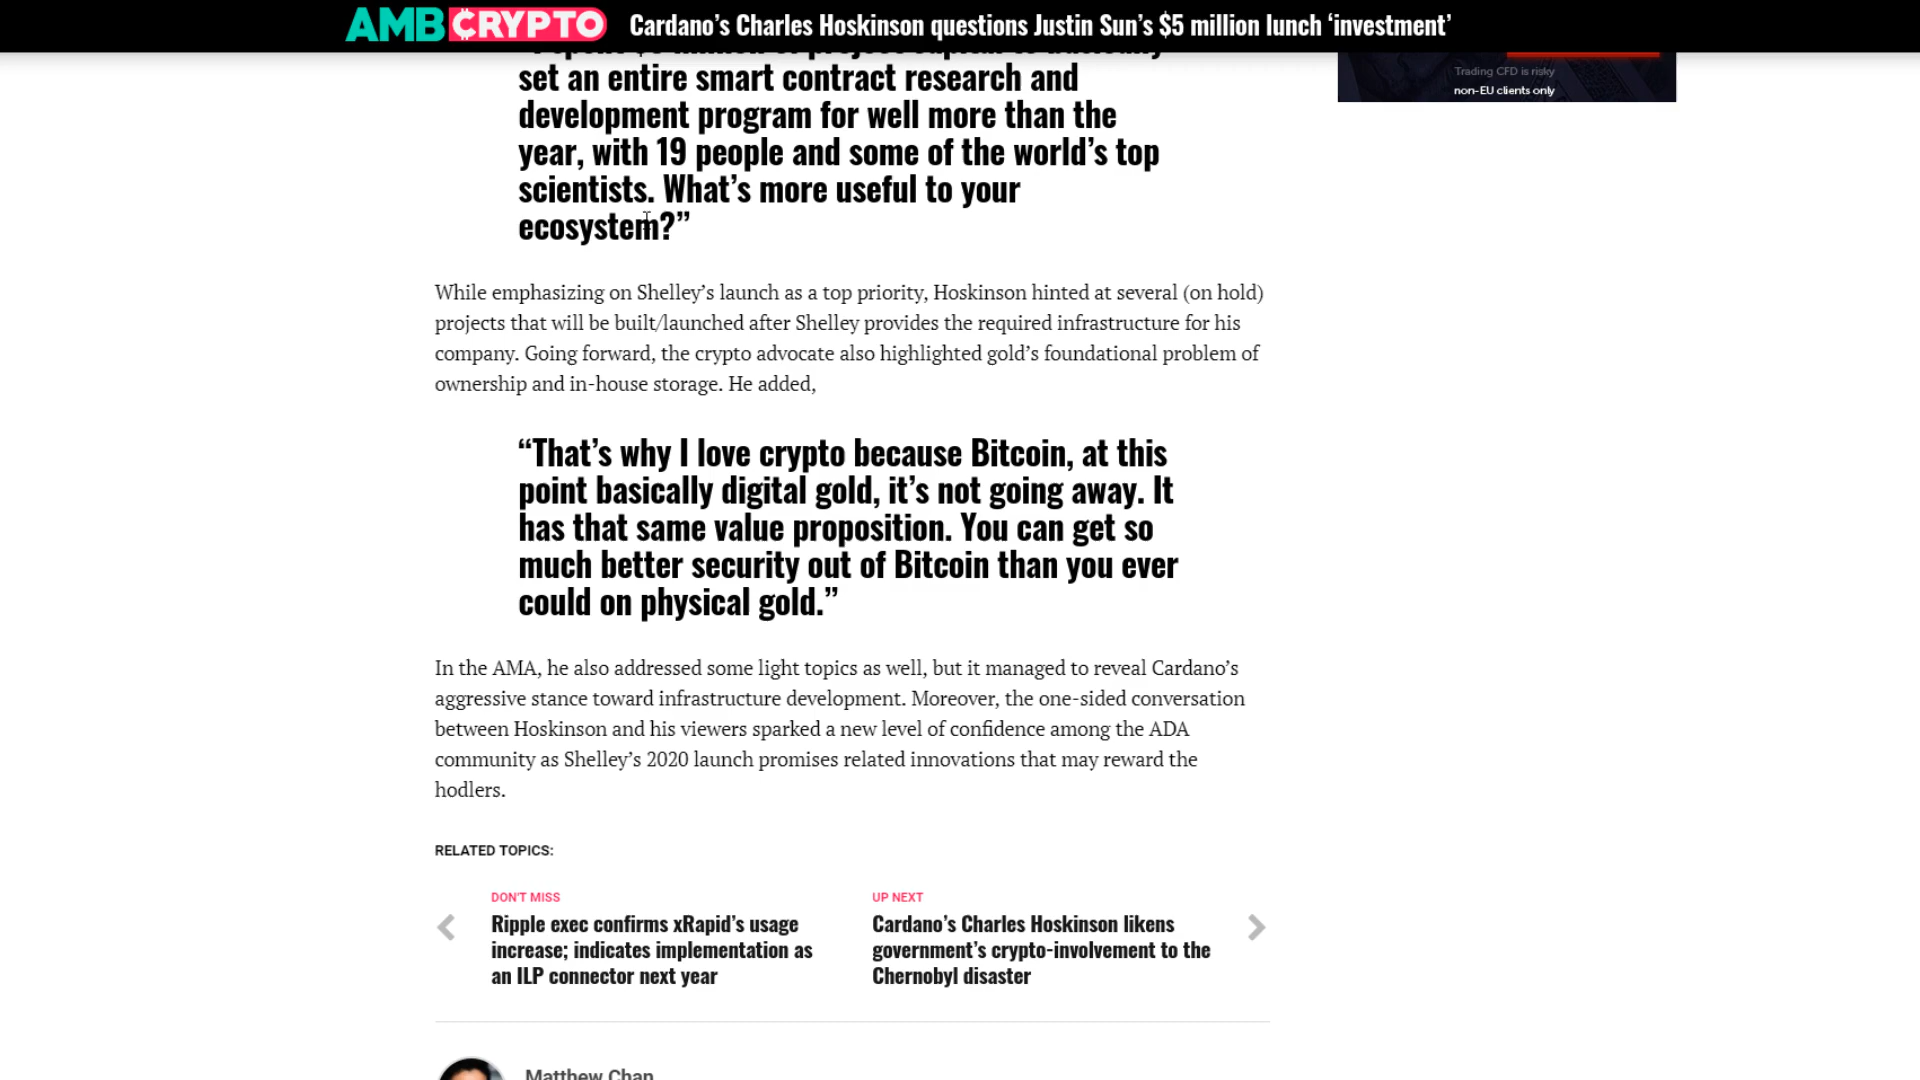 AMBCRYPTO Cardano’s Charles Hoskinson questions Justin Sun’s $5 million lunch ‘investment’
set an entire smart contract research and
development program for well more than the
year, with 19 people and some of the world’s top
scientists. What’s more useful to your
ecosystem?”
Trading CFD is risky
non-EU clients only
While emphasizing on Shelley’s launch as a top priority, Hoskinson hinted at several (on hold)
projects that will be built/launched after Shelley provides the required infrastructure for his
company. Going forward, the crypto advocate also highlighted gold’s foundational problem of
ownership and in-house storage. He added,
“That’s why I love crypto because Bitcoin, at this
point basically digital gold, it’s not going away. It
has that same value proposition. You can get so
much better security out of Bitcoin than you ever
could on physical gold.”
In the AMA, he also addressed some light topics as well, but it managed to reveal Cardano’s
aggressive stance toward infrastructure development. Moreover, the one-sided conversation
between Hoskinson and his viewers sparked a new level of confidence among the ADA
community as Shelley’s 2020 launch promises related innovations that may reward the
hodlers.
RELATED TOPICS:
DON'T MISS
Ripple exec confirms xRapid’s usage
increase; indicates implementation as
an ILP connector next year
UP NEXT
Cardano’s Charles Hoskinson likens
government’s crypto-involvement to the
Chernobyl disaster
Matthew Chan